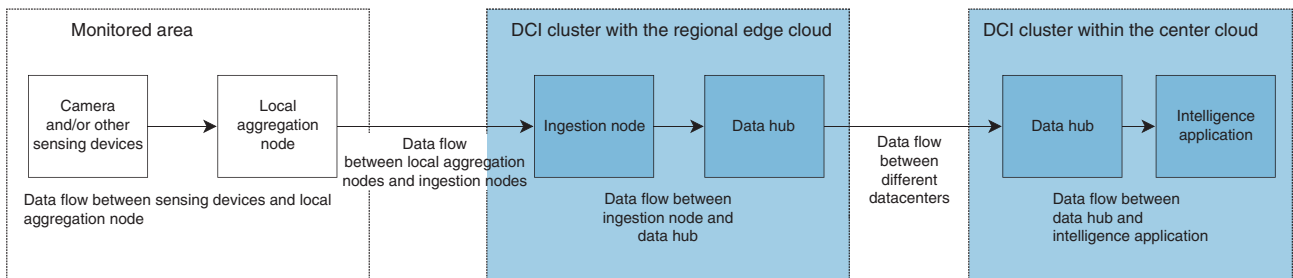 Monitored area
Camera
and/or other
sensing devices
Local
aggregation
node
Data flow between sensing devices and local
aggregation node
Data flow
between local aggregation
nodes and ingestion nodes
DCI cluster with the regional edge cloud
Ingestion node
Data hub
Data flow between
ingestion node and
data hub
Data flow
between
different
datacenters
DCI cluster within the center cloud
Data hub
Intelligence
application
Data flow between
data hub and
intelligence application